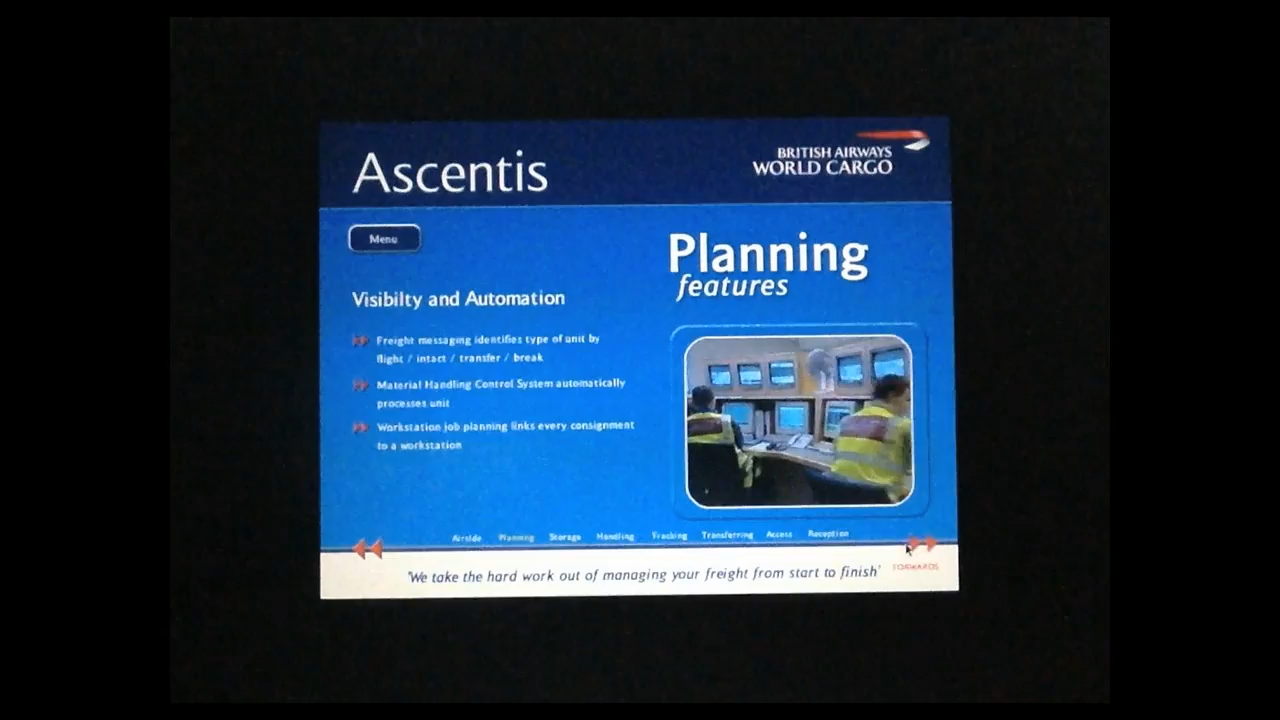 Ascentis
BRITISH AIRWAYS
WORLD CARGO
Menu
Planning
features
Visibilty and Automation
Freight messaging identifies type of unit by
flight / intact / transfer / break
Material Handling Control System automatically
processes unit
Workstation job planning links every consignment
to a workstation
Airside Planning Storage Handling Tracking Transferring Access Reception
FORWARDS
'We take the hard work out of managing your freight from start to finish'